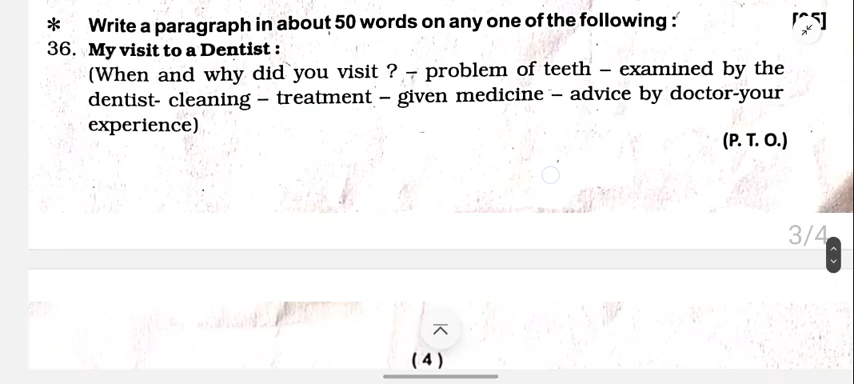 * Write a paragraph in about 50 words on any one of the following :
36. My visit to a Dentist :
(When and why did you visit ? – problem of teeth – examined by the
dentist- cleaning – treatment – given medicine – advice by doctor-your
experience)
(P. T. O.)
3/4
( 4 )